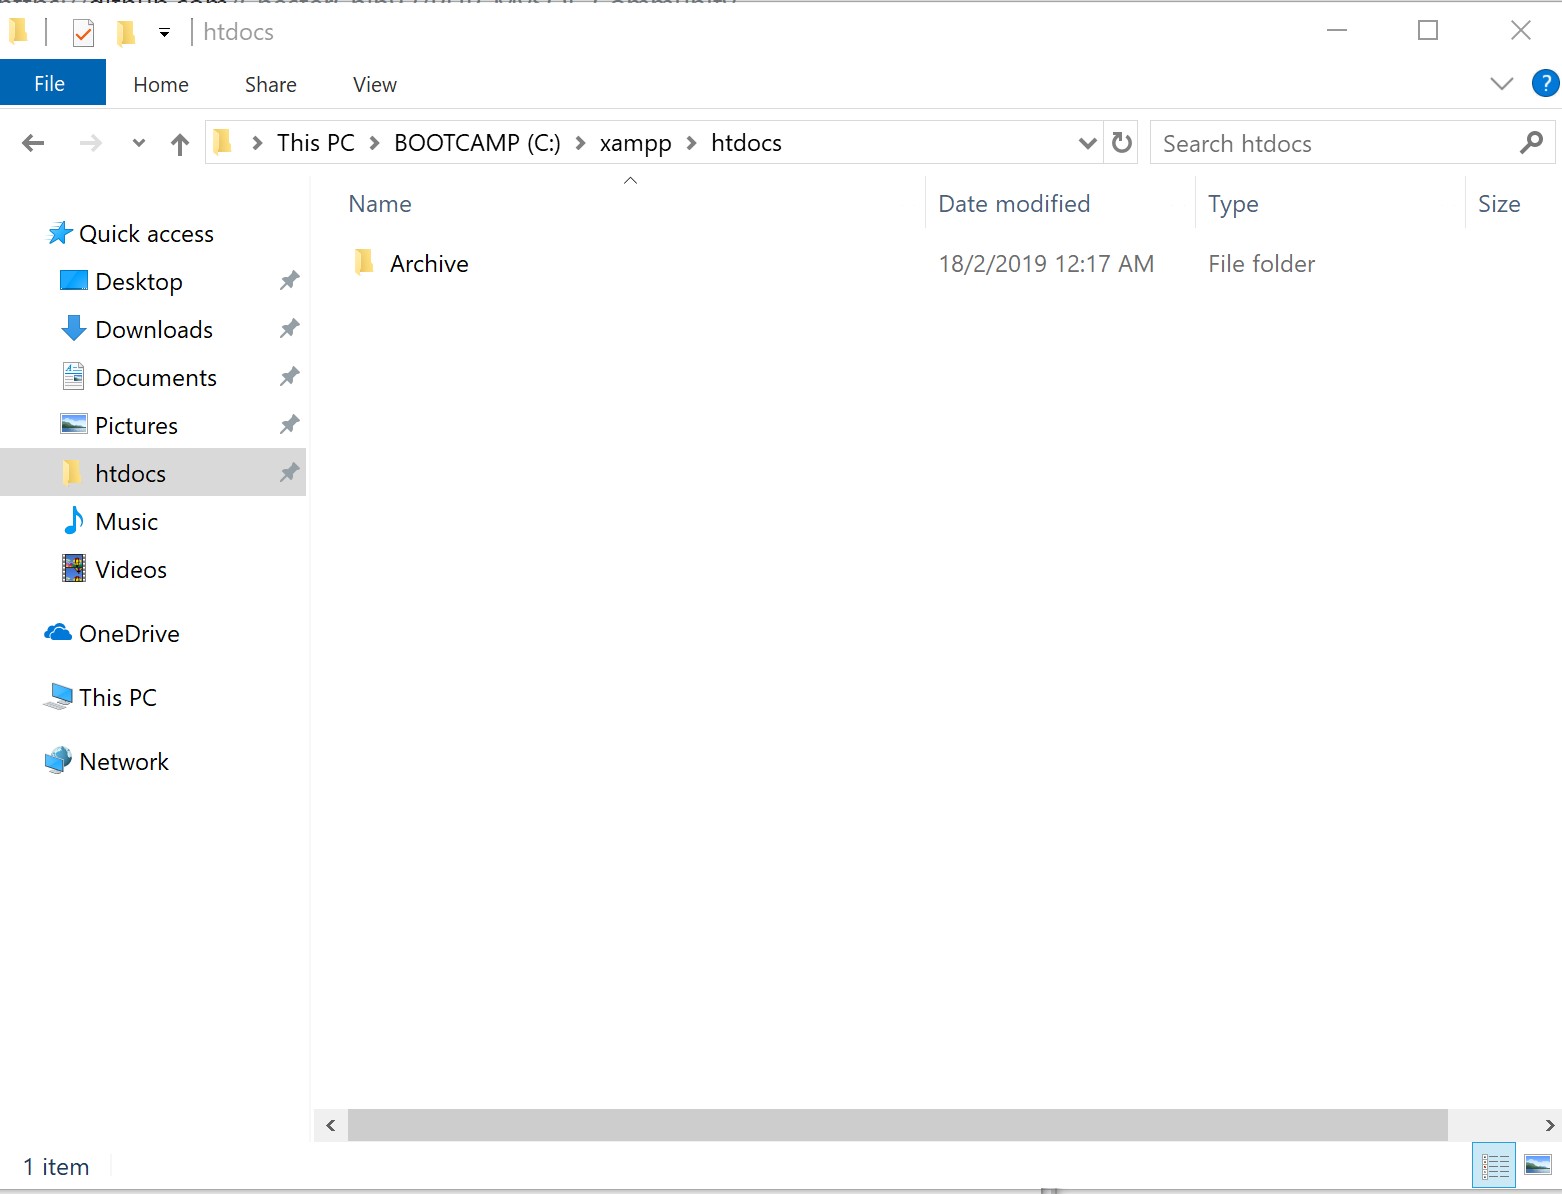 htdocs
File Home Share View
This PC BOOTCAMP (C:) xampp htdocs Search htdocs
Name Date modified Type Size
Archive 18/2/2019 12:17 AM File folder
Quick access
Desktop
Downloads
Documents
Pictures
htdocs
Music
Videos
OneDrive
This PC
Network
1 item